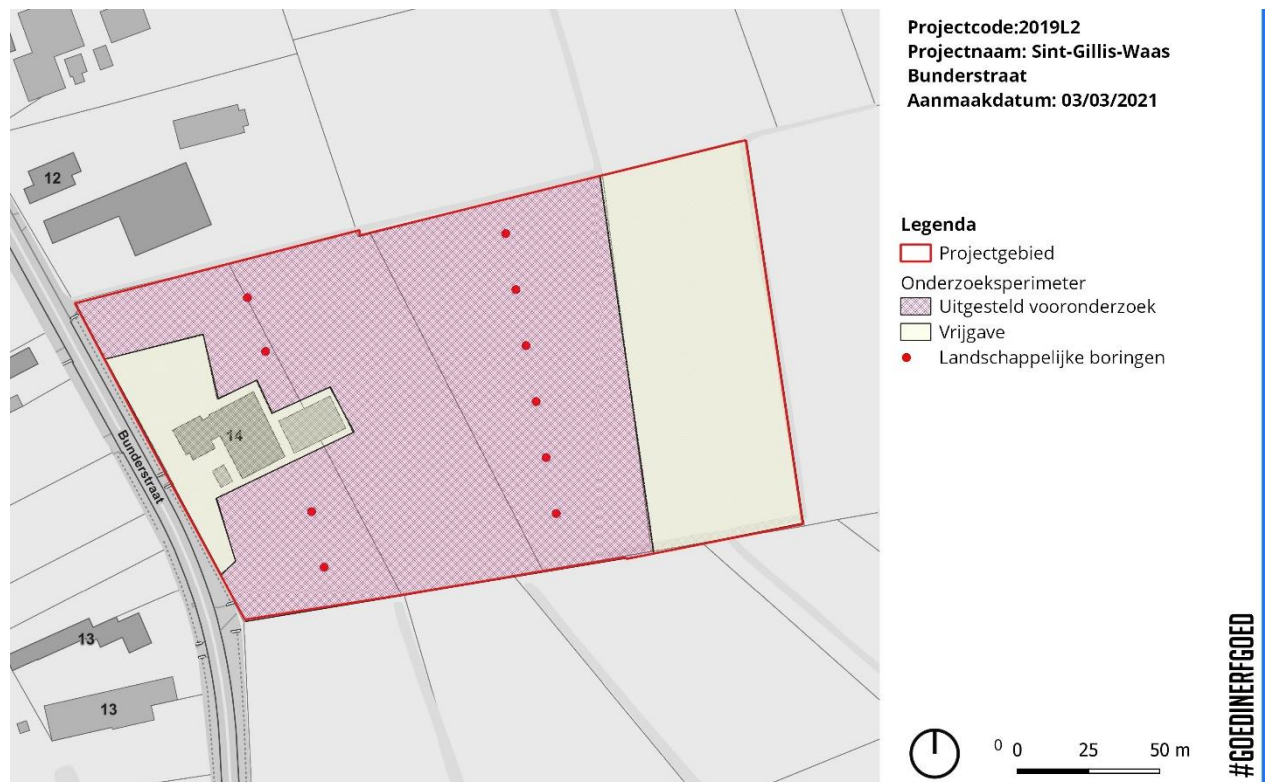 Projectcode:2019L2
Projectnaam: Sint-Gillis-Waas
Bunderstraat
Aanmaakdatum: 03/03/2021
Legenda
Projectgebied
Onderzoeksperimeter
Uitgesteld vooronderzoek
Vrijgave
Landschappelijke boringen
12
14
Bunderstraat
13
13
0 0 25 50 m
#GOEDINERFGOED